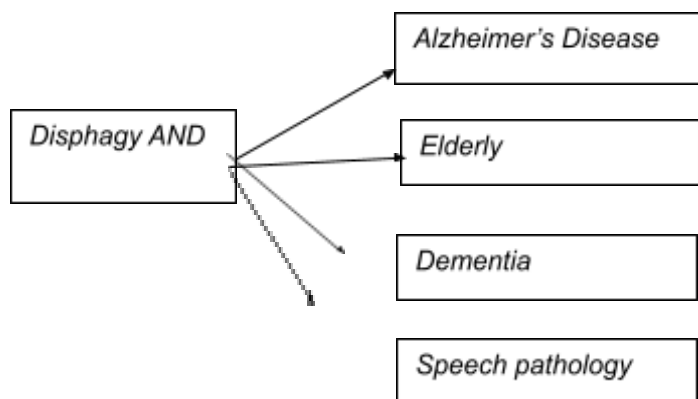 Disphagy AND
Alzheimer's Disease
Elderly
Dementia
Speech pathology